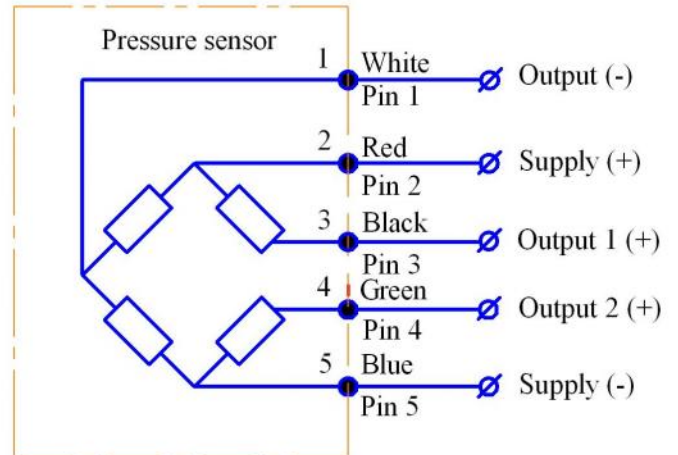 Pressure sensor
1 White Output (-)
Pin 1
2 Red Supply (+)
Pin 2
3 Black Output 1 (+)
Pin 3
4 Green Output 2 (+)
Pin 4
5 Blue Supply (-)
Pin 5